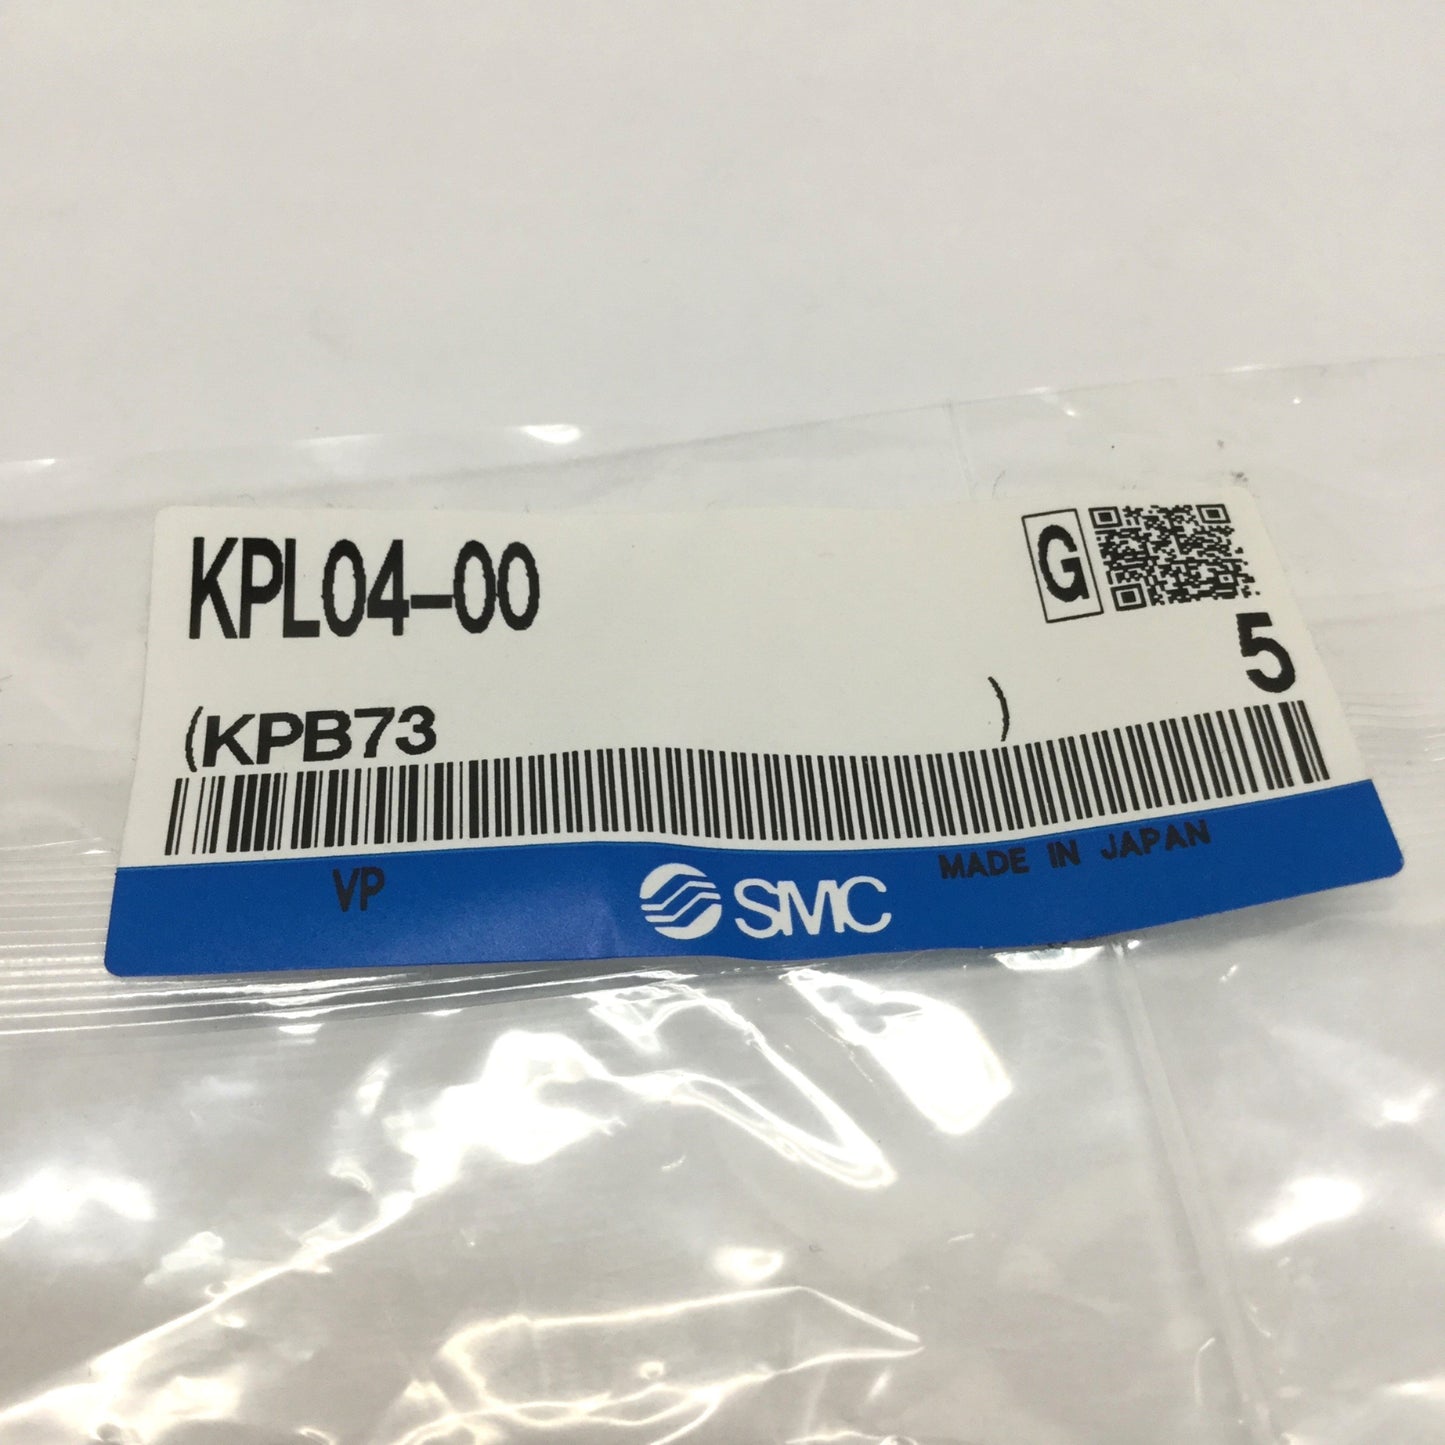 KPL04-00
G
5
(KPB73 )
VP
SMC
MADE IN JAPAN